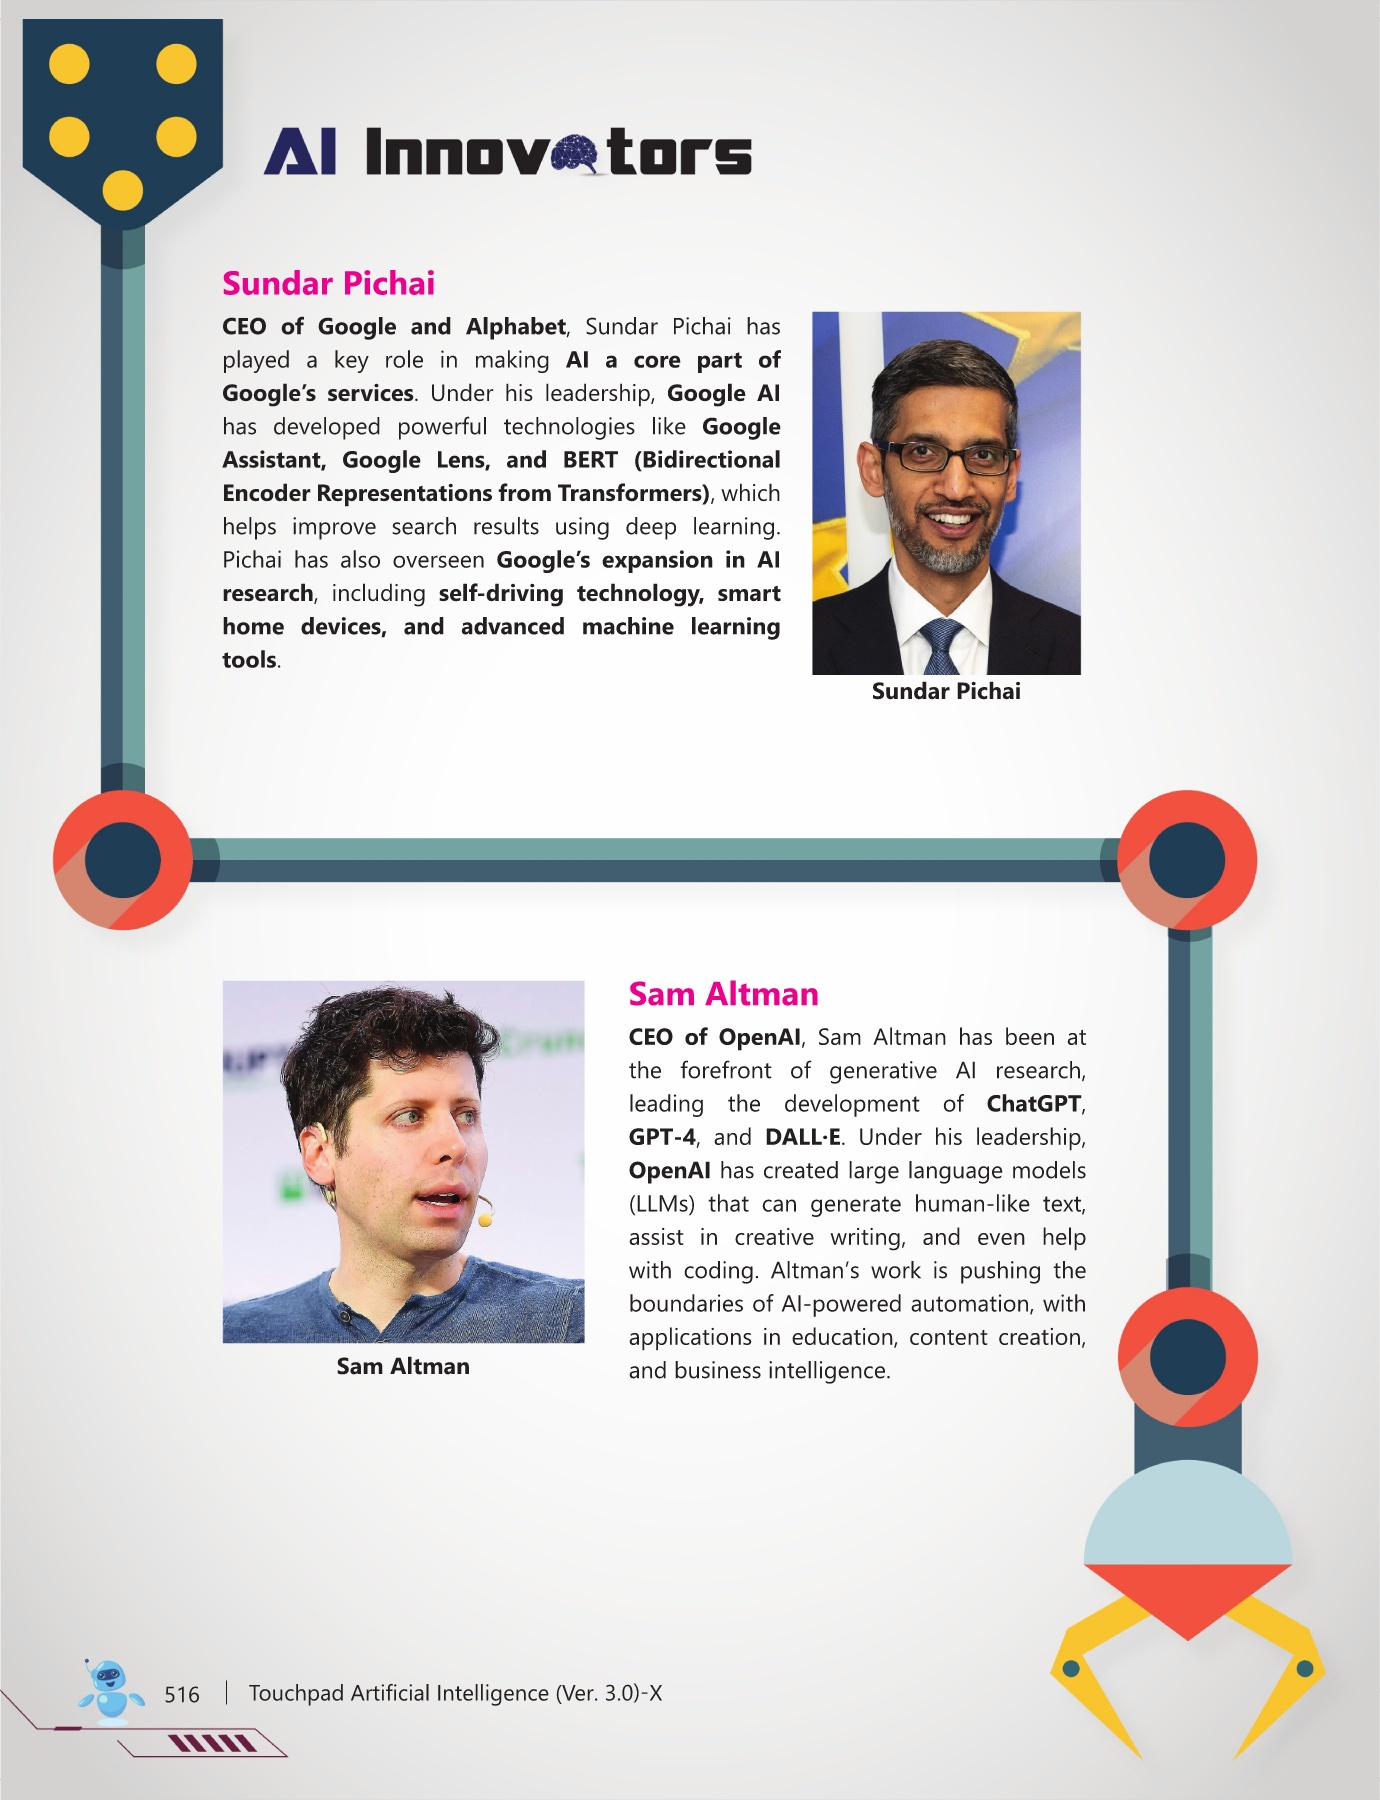 AI Innovators
Sundar Pichai
CEO of Google and Alphabet, Sundar Pichai has
played a key role in making AI a core part of
Google's services. Under his leadership, Google AI
has developed powerful technologies like Google
Assistant, Google Lens, and BERT (Bidirectional
Encoder Representations from Transformers), which
helps improve search results using deep learning.
Pichai has also overseen Google's expansion in AI
research, including self-driving technology, smart
home devices, and advanced machine learning
tools.
Sundar Pichai
Sam Altman
CEO of OpenAI, Sam Altman has been at
the forefront of generative AI research,
leading the development of ChatGPT,
GPT-4, and DALL·E. Under his leadership,
OpenAI has created large language models
(LLMs) that can generate human-like text,
assist in creative writing, and even help
with coding. Altman's work is pushing the
boundaries of AI-powered automation, with
applications in education, content creation,
and business intelligence.
Sam Altman
516 | Touchpad Artificial Intelligence (Ver. 3.0)-X